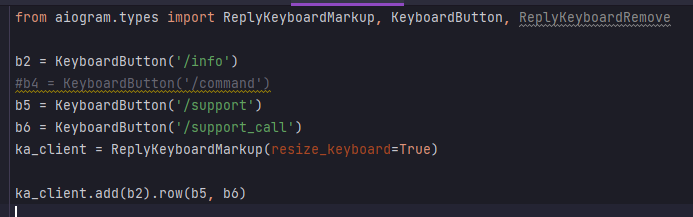 from aiogram.types import ReplyKeyboardMarkup, KeyboardButton, ReplyKeyboardRemove
b2 = KeyboardButton('/info')
#b4 = KeyboardButton('/command')
b5 = KeyboardButton('/support')
b6 = KeyboardButton('/support_call')
ka_client = ReplyKeyboardMarkup(resize_keyboard=True)
ka_client.add(b2).row(b5, b6)